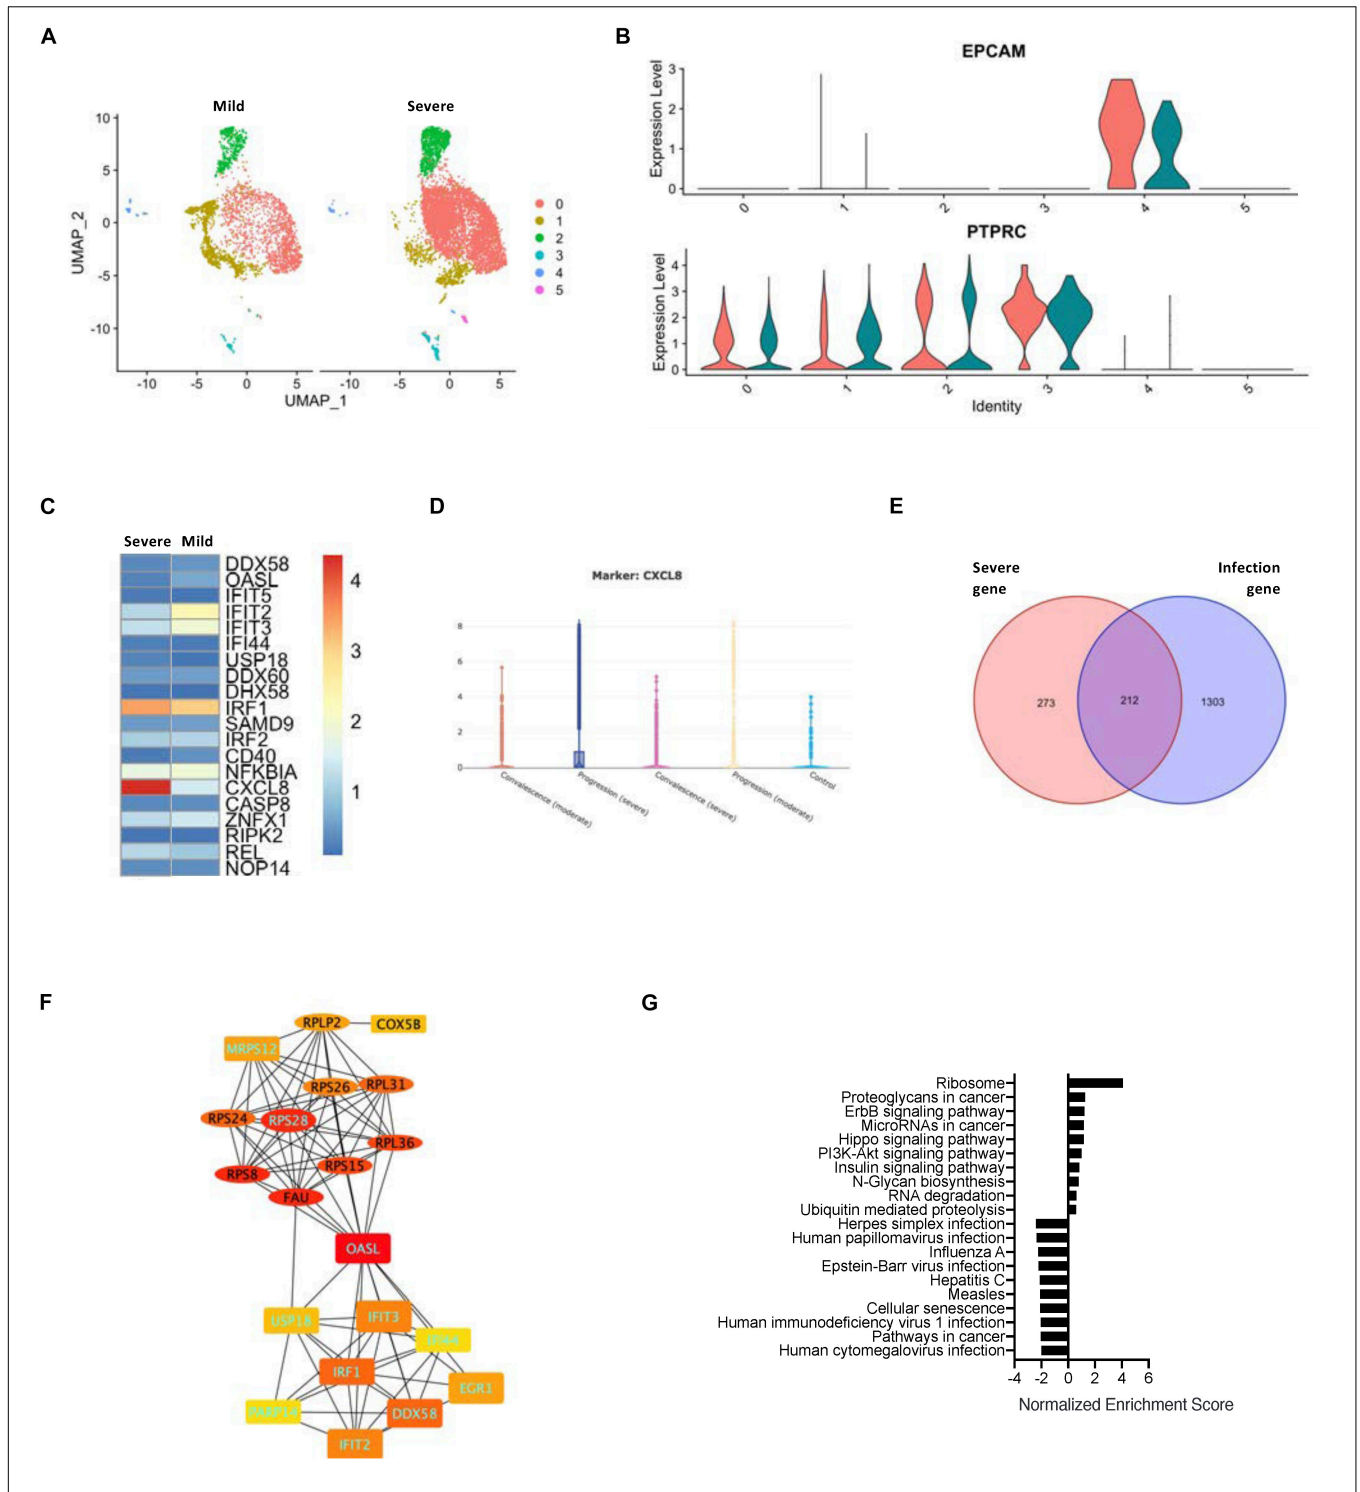 A
Mild
Severe
10
5
0
-5
-10
UMAP_2
-10
-5
0
5
-10
-5
0
5
UMAP_1
0
1
2
3
4
5
B
EPCAM
Expression Level
3
2
1
0
0
1
2
3
4
5
PTPRC
Expression Level
4
3
2
1
0
0
1
2
3
4
5
Identity
C
Severe Mild
DDX58
OASL
IFIT5
IFIT2
IFIT3
IFI44
USP18
DDX60
DHX58
IRF1
SAMD9
IRF2
CD40
NFKBIA
CXCL8
CASP8
ZNFX1
RIPK2
REL
NOP14
4
3
2
1
D
Marker: CXCL8
8
6
4
2
0
Convalescence (moderate)
Progression (severe)
Convalescence (severe)
Progression (moderate)
Control
E
Severe
gene
Infection
gene
273
212
1303
F
RPLP2
COX5B
MRPS12
RPS26
RPL31
RPS24
RPS28
RPL36
RPS15
RPS8
FAU
OASL
USP18
IFIT3
IRF1
EGR1
DDX58
IFIT2
G
Ribosome
Proteoglycans in cancer
ErbB signaling pathway
MicroRNAs in cancer
Hippo signaling pathway
PI3K-Akt signaling pathway
Insulin signaling pathway
N-Glycan biosynthesis
RNA degradation
Ubiquitin mediated proteolysis
Herpes simplex infection
Human papillomavirus infection
Influenza A
Epstein-Barr virus infection
Hepatitis C
Measles
Cellular senescence
Human immunodeficiency virus 1 infection
Pathways in cancer
Human cytomegalovirus infection
-4 -2 0 2 4 6
Normalized Enrichment Score